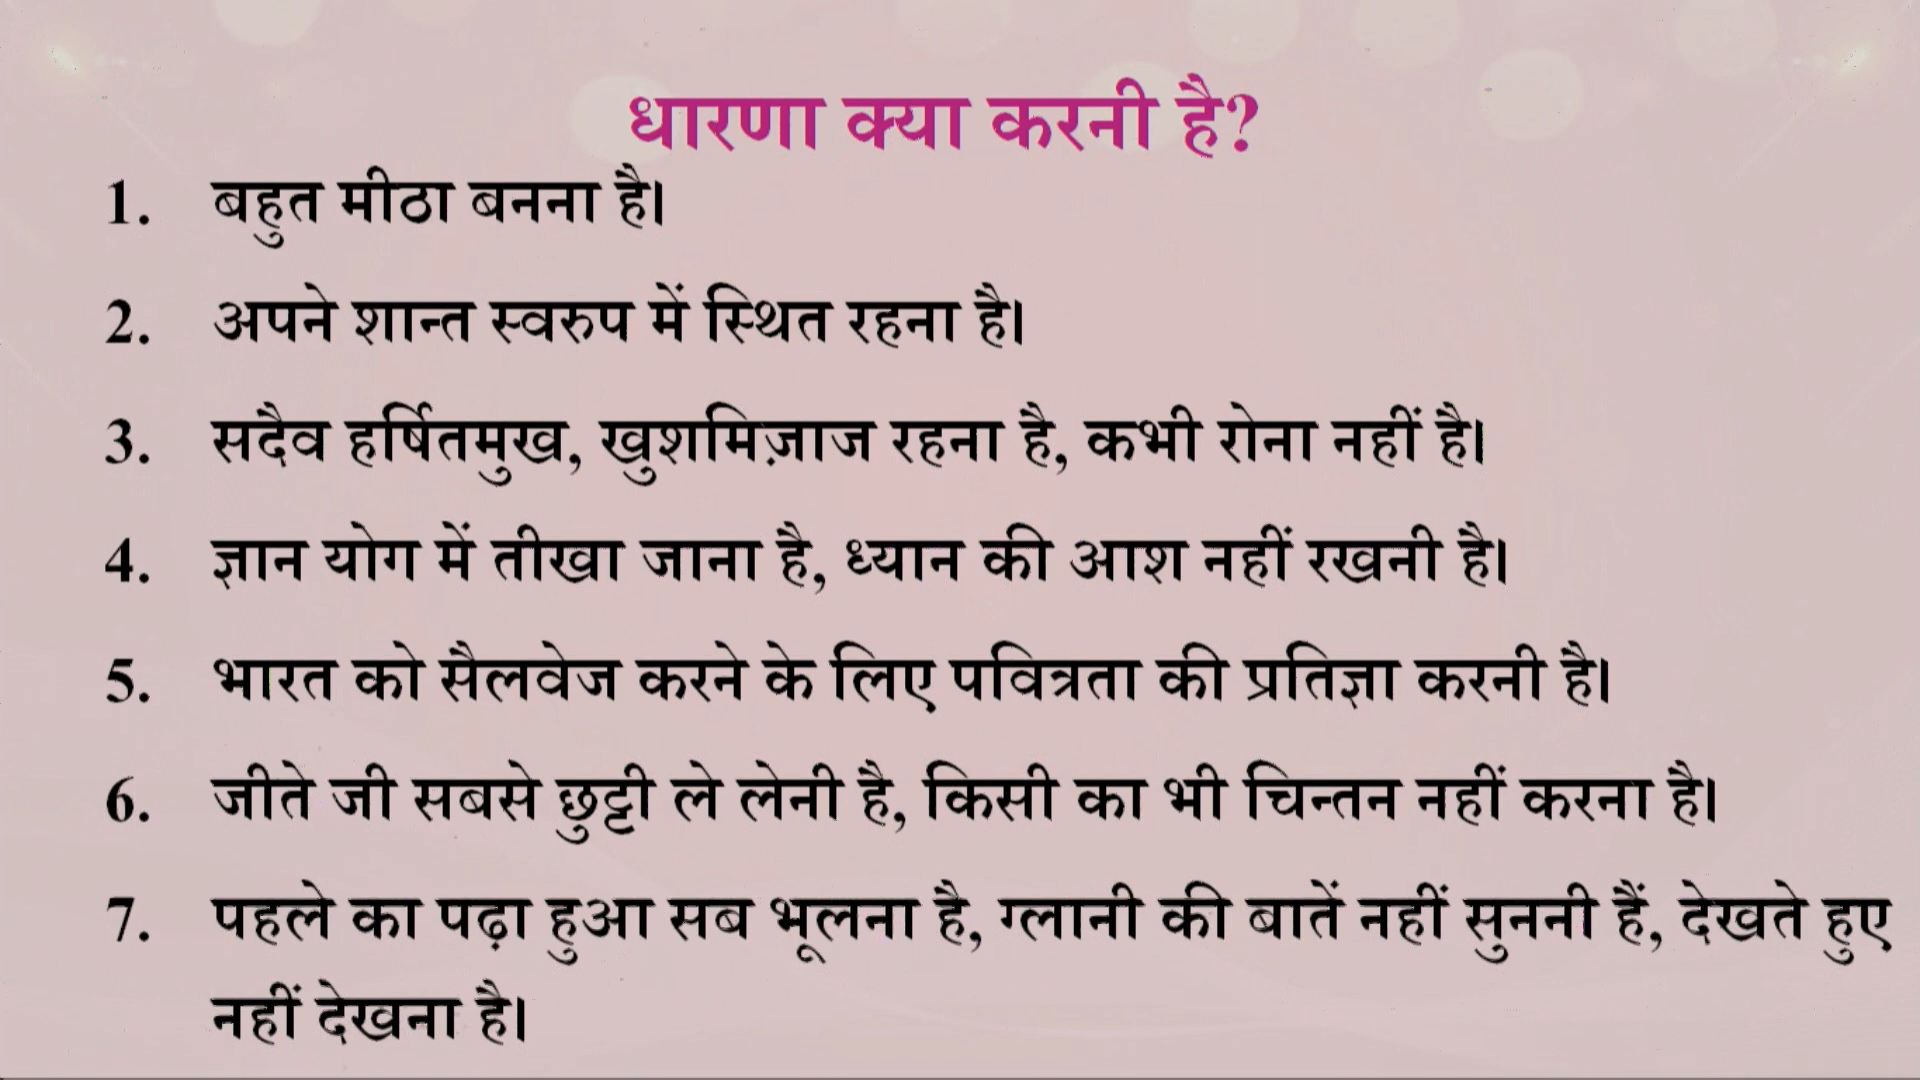 धारणा क्या करनी है?
1. बहुत मीठा बनना है।
2. अपने शान्त स्वरुप में स्थित रहना है।
3. सदैव हर्षितमुख, खुशमिज़ाज रहना है, कभी रोना नहीं है।
4. ज्ञान योग में तीखा जाना है, ध्यान की आश नहीं रखनी है।
5. भारत को सैलवेज करने के लिए पवित्रता की प्रतिज्ञा करनी है।
6. जीते जी सबसे छुट्टी ले लेनी है, किसी का भी चिन्तन नहीं करना है।
7. पहले का पढ़ा हुआ सब भूलना है, ग्लानी की बातें नहीं सुननी हैं, देखते हुए
नहीं देखना है।